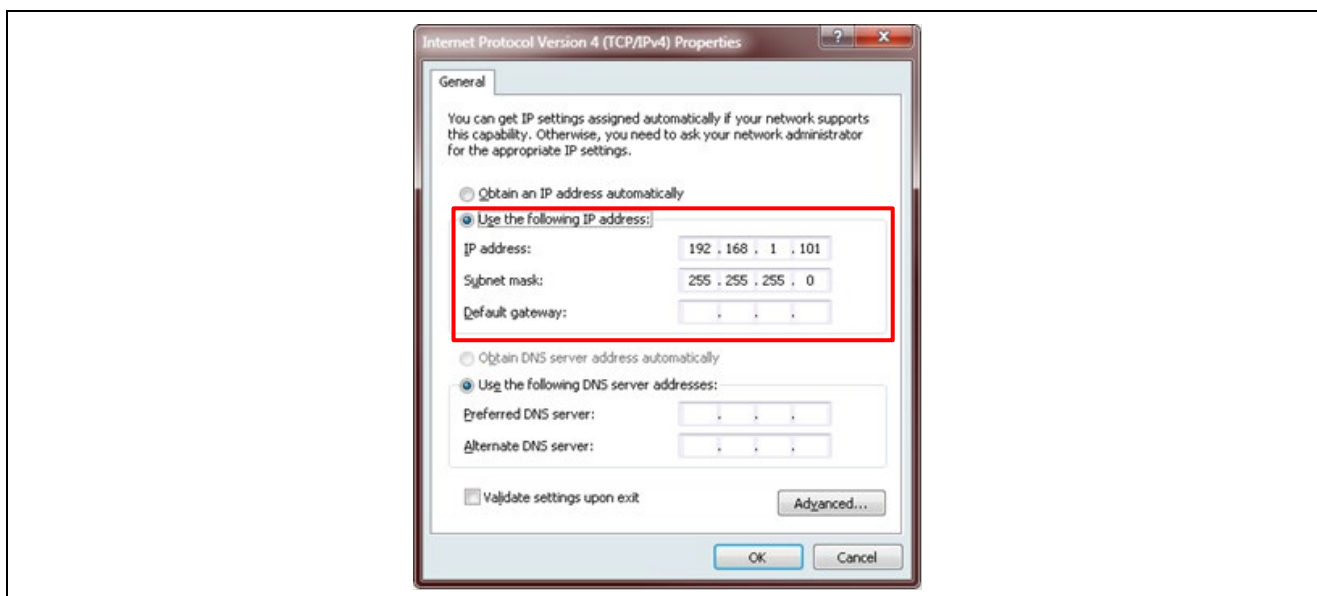 Internet Protocol Version 4 (TCP/IPv4) Properties
General
You can get IP settings assigned automatically if your network supports
this capability. Otherwise, you need to ask your network administrator
for the appropriate IP settings.
Obtain an IP address automatically
Use the following IP address:
IP address: 192 . 168 . 1 . 101
Subnet mask: 255 . 255 . 255 . 0
Default gateway: . . .
Obtain DNS server address automatically
Use the following DNS server addresses:
Preferred DNS server: . . .
Alternate DNS server: . . .
Validate settings upon exit
Advanced...
OK Cancel